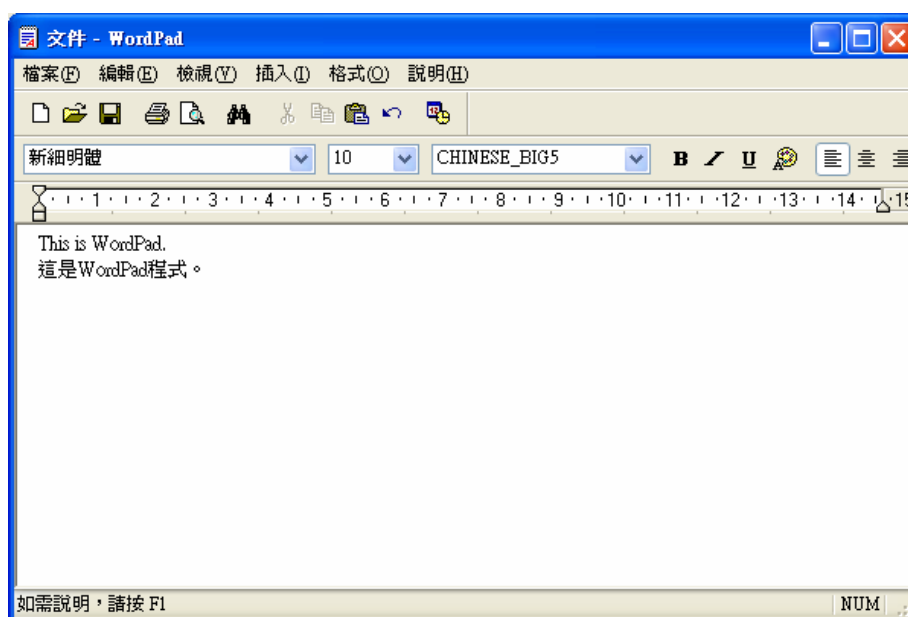 文件 - WordPad
檔案(F) 編輯(E) 檢視(V) 插入(I) 格式(O) 說明(H)
新細明體 10 CHINESE_BIG5 B I U
1 2 3 4 5 6 7 8 9 10 11 12 13 14 15
This is WordPad.
這是WordPad程式。
如需說明，請按 F1 NUM